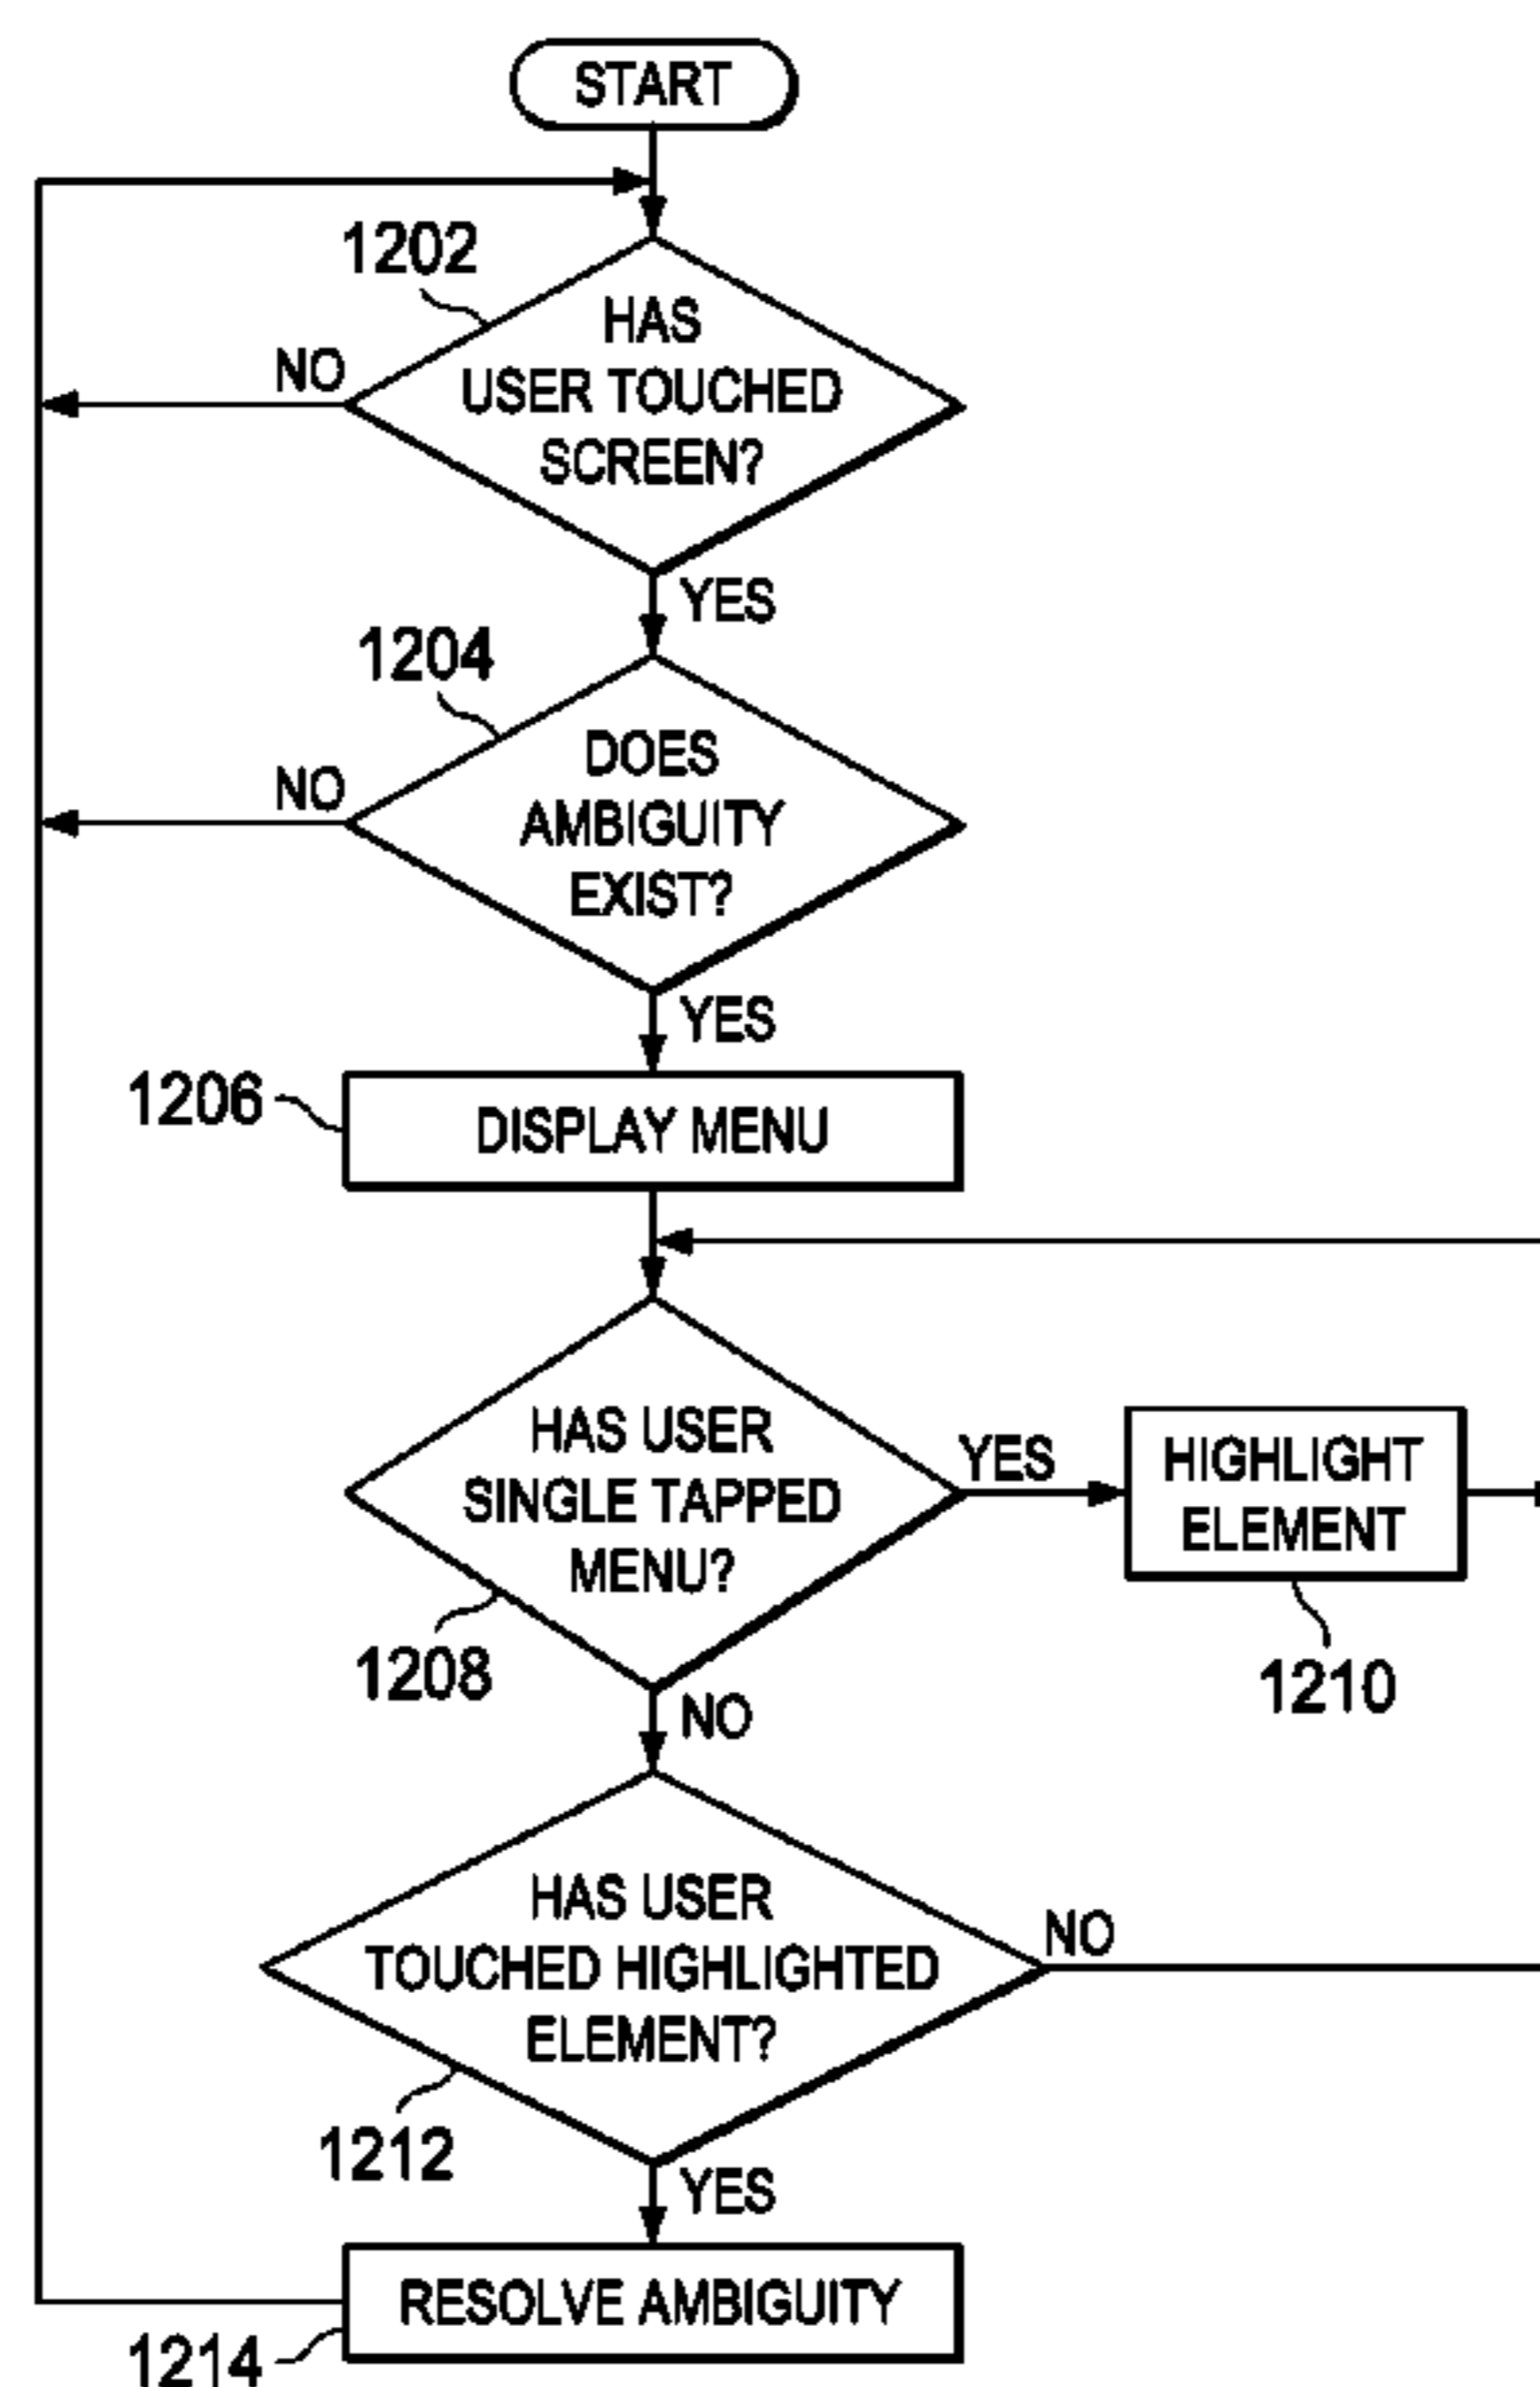 START
1202
HAS
USER TOUCHED
SCREEN?
NO
YES
1204
DOES
AMBIGUITY
EXIST?
NO
YES
1206
DISPLAY MENU
HAS USER
SINGLE TAPPED
MENU?
YES
HIGHLIGHT
ELEMENT
1208
1210
NO
HAS USER
TOUCHED HIGHLIGHTED
ELEMENT?
NO
1212
YES
RESOLVE AMBIGUITY
1214